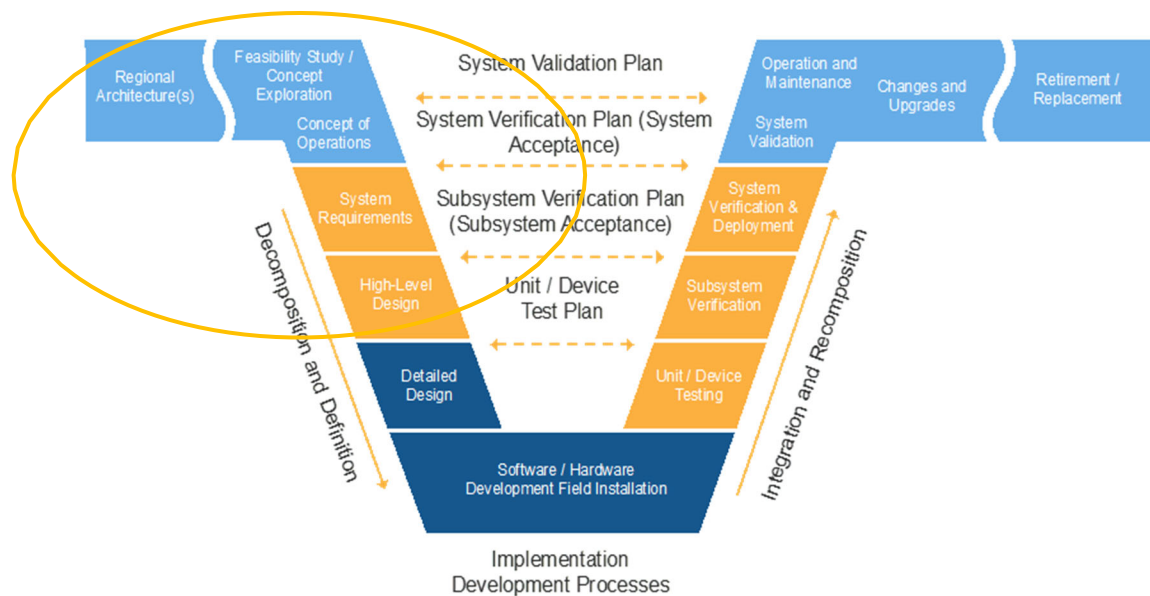 Regional
Architecture(s)
Feasibility Study /
Concept
Exploration
Concept of
Operations
System Validation Plan
System Verification Plan (System
Acceptance)
Subsystem Verification Plan
(Subsystem Acceptance)
Unit / Device
Test Plan
Operation and
Maintenance
System
Validation
Changes and
Upgrades
Retirement /
Replacement
System
Requirements
High-Level
Design
Detailed
Design
System
Verification &
Deployment
Subsystem
Verification
Unit / Device
Testing
Decomposition and Definition
Integration and Recomposition
Software / Hardware
Development Field Installation
Implementation
Development Processes